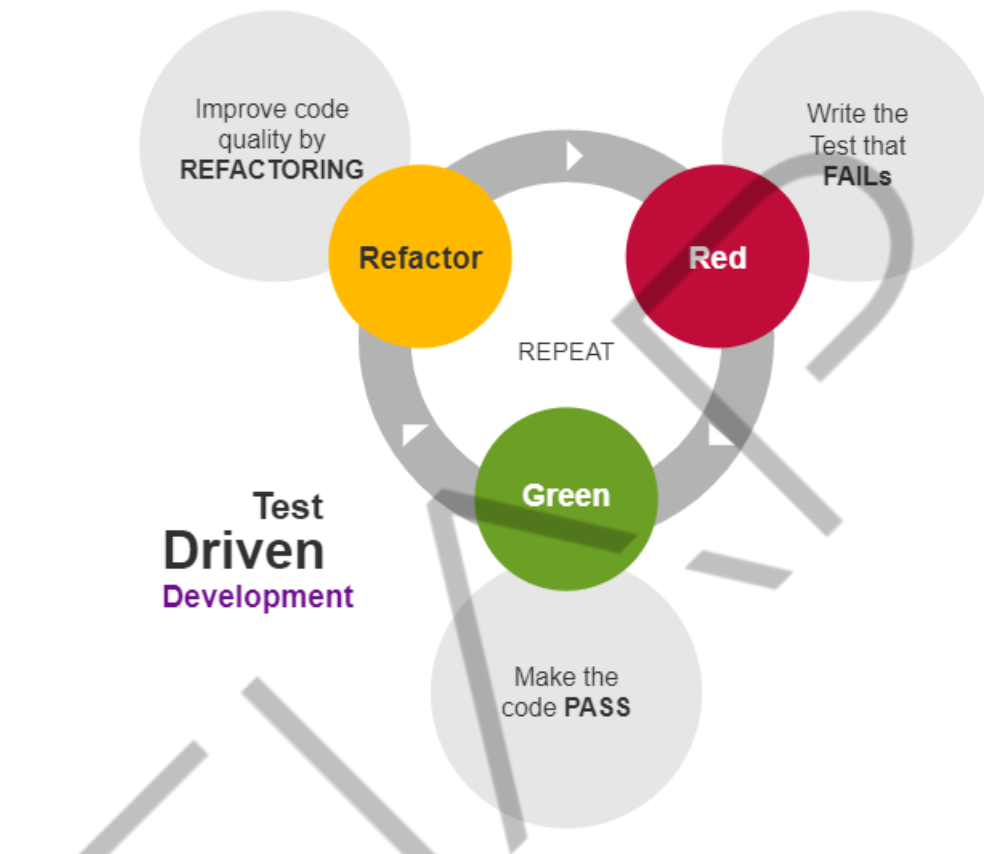 Improve code
quality by
REFACTORING
Write the
Test that
FAILs
Refactor
Red
REPEAT
Green
Test
Driven
Development
Make the
code PASS